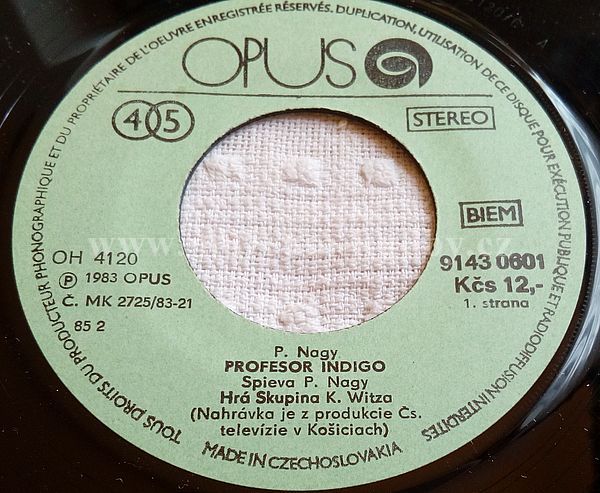 TOUS DROITS DU PRODUCTEUR PHONOGRAPHIQUE ET DU PROPRIÉTAIRE DE L'OEUVRE ENREGISTRÉE RÉSERVÉS. DUPLICATION, UTILISATION DE CE DISQUE POUR EXÉCUTION PUBLIQUE ET RADIODIFFUSION INTERDITES
OPUS
45
STEREO
BIEM
OH 4120
Ⓟ 1983 OPUS
Č. MK 2725/83-21
85 2
9143 0601
Kčs 12,-
1. strana
P. Nagy
PROFESOR INDIGO
Spieva P. Nagy
Hrá Skupina K. Witza
(Nahrávka je z produkcie Čs.
televízie v Košiciach)
MADE IN CZECHOSLOVAKIA